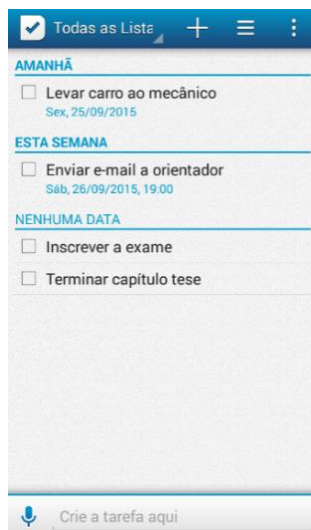 Todas as Lista
AMANHÃ
Levar carro ao mecânico
Sex, 25/09/2015
ESTA SEMANA
Enviar e-mail a orientador
Sáb, 26/09/2015, 19:00
NENHUMA DATA
Inscrever a exame
Terminar capítulo tese
Crie a tarefa aqui